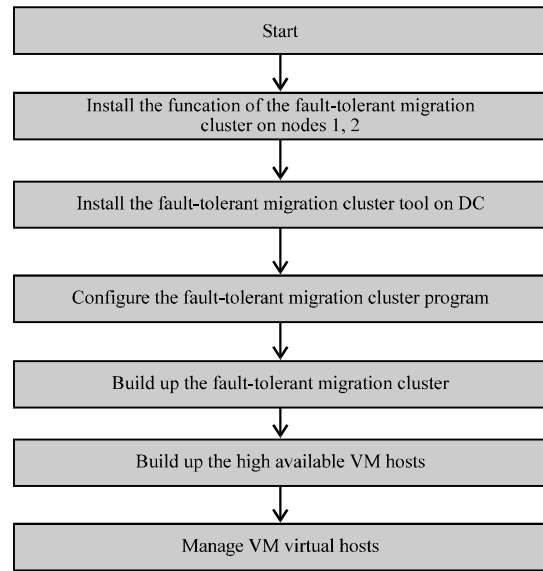 Start
Install the funcation of the fault-tolerant migration
cluster on nodes 1, 2
Install the fault-tolerant migration cluster tool on DC
Configure the fault-tolerant migration cluster program
Build up the fault-tolerant migration cluster
Build up the high available VM hosts
Manage VM virtual hosts